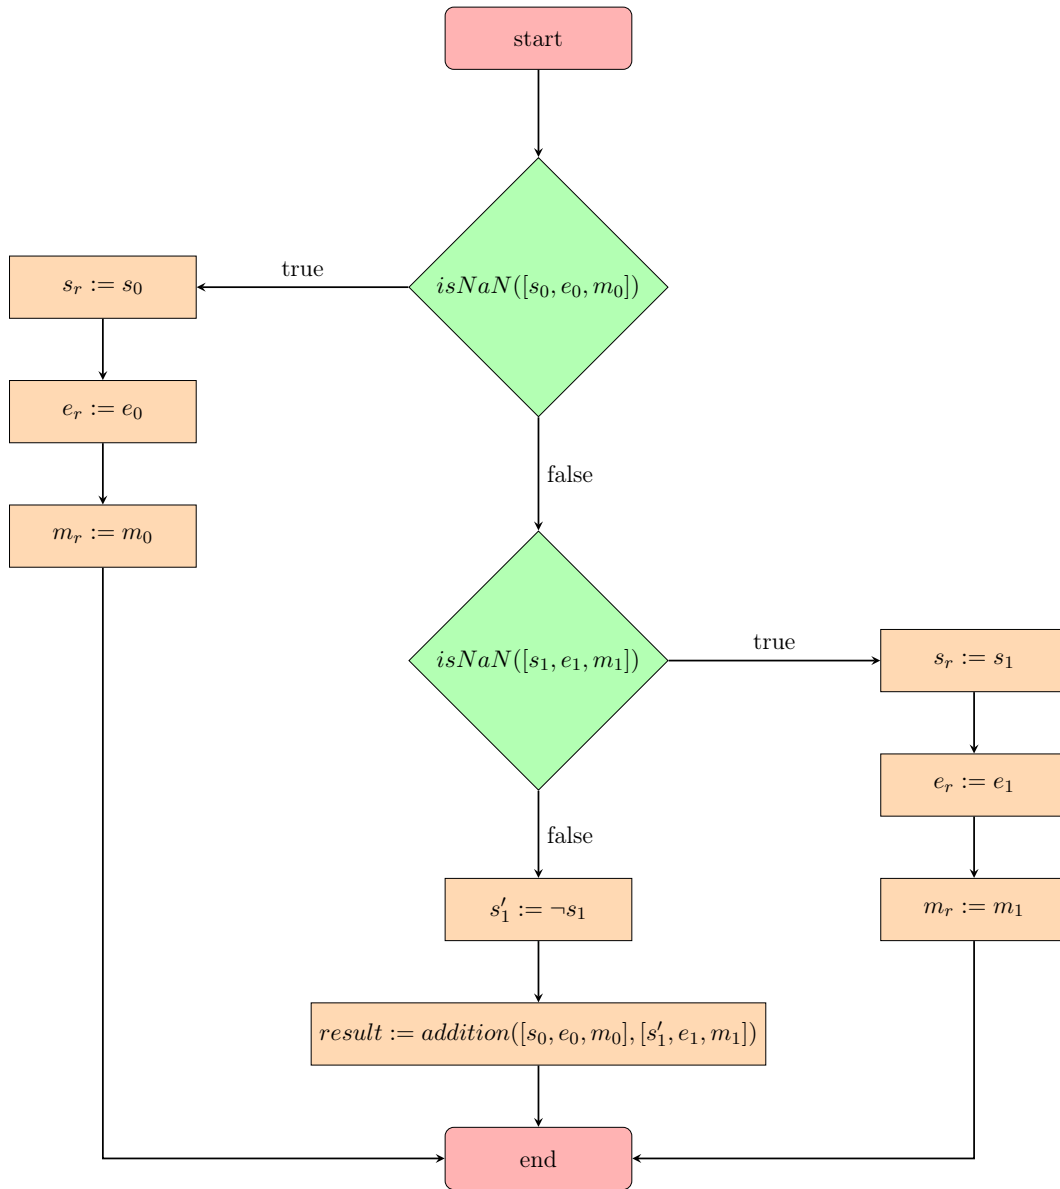 start
true
isNaN([s₀, e₀, m₀])
sᵣ := s₀
eᵣ := e₀
false
mᵣ := m₀
isNaN([s₁, e₁, m₁])
true
sᵣ := s₁
eᵣ := e₁
false
s′₁ := ¬s₁
mᵣ := m₁
result := addition([s₀, e₀, m₀], [s′₁, e₁, m₁])
end